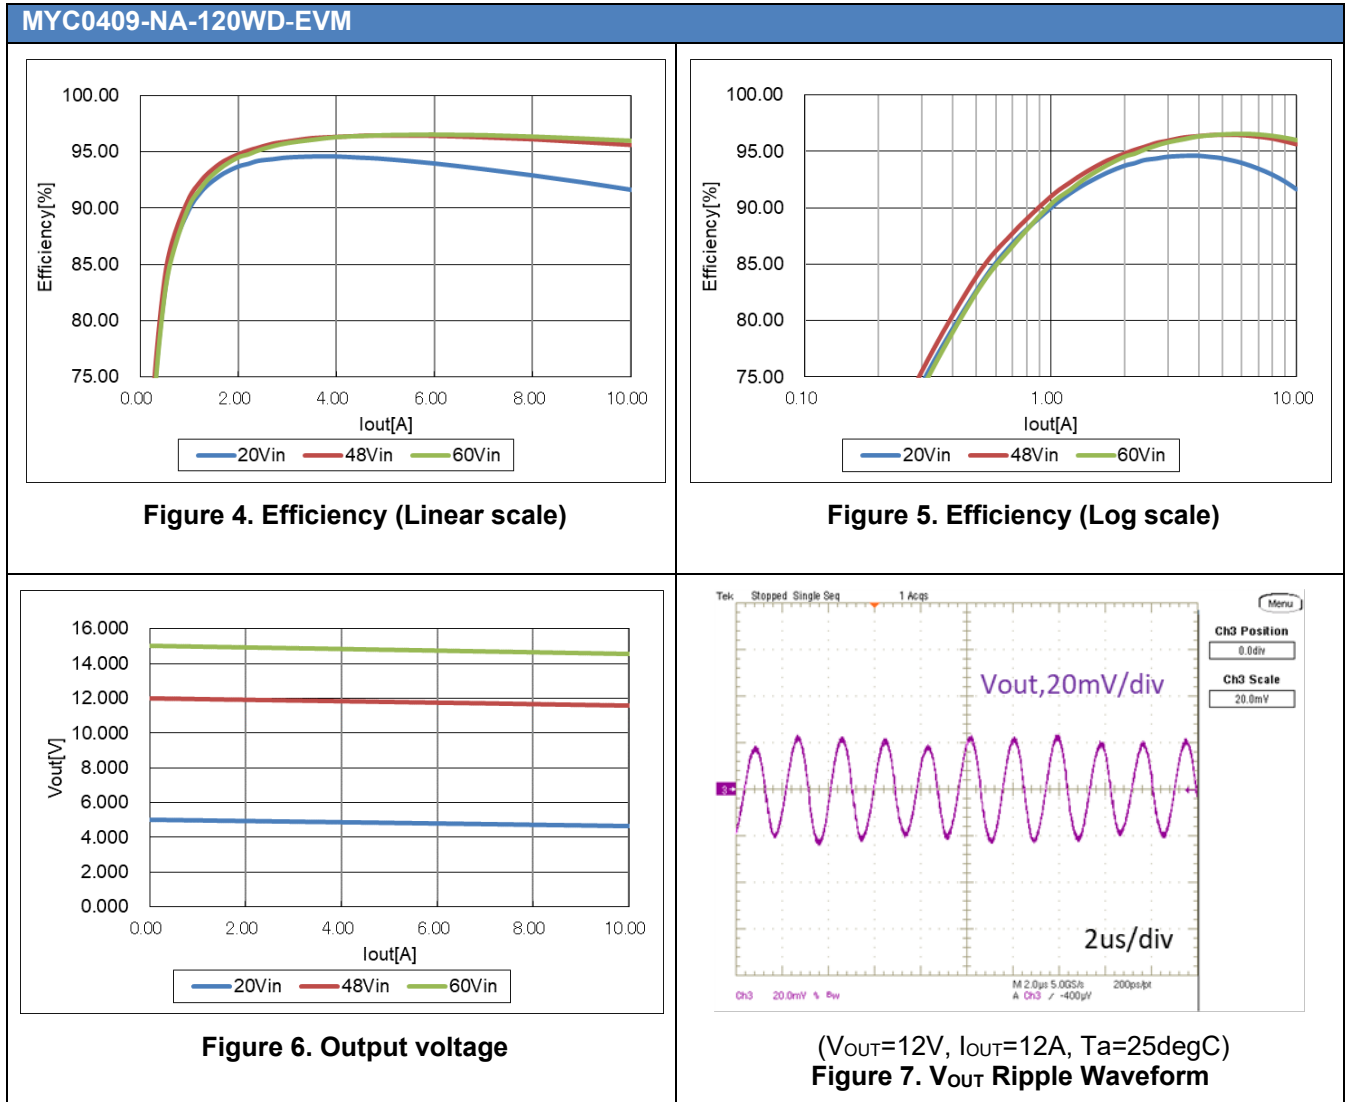 MYC0409-NA-120WD-EVM
100.00
95.00
90.00
85.00
80.00
75.00
Efficiency[%]
0.00 2.00 4.00 6.00 8.00 10.00
Iout[A]
20Vin 48Vin 60Vin
Figure 4. Efficiency (Linear scale)
100.00
95.00
90.00
85.00
80.00
75.00
Efficiency[%]
0.10 1.00 10.00
Iout[A]
20Vin 48Vin 60Vin
Figure 5. Efficiency (Log scale)
16.000
14.000
12.000
10.000
8.000
6.000
4.000
2.000
0.000
Vout[V]
0.00 2.00 4.00 6.00 8.00 10.00
Iout[A]
20Vin 48Vin 60Vin
Figure 6. Output voltage
Tek Stopped Single Seq 1 Acqs
Menu
Ch3 Position
0.0div
Ch3 Scale
20.0mV
Vout,20mV/div
3
2us/div
M 2.0µs 5.0GS/s 200ps/pt
Ch3 20.0mV Bw A Ch3 -400µV
(VOUT=12V, IOUT=12A, Ta=25degC)
Figure 7. VOUT Ripple Waveform